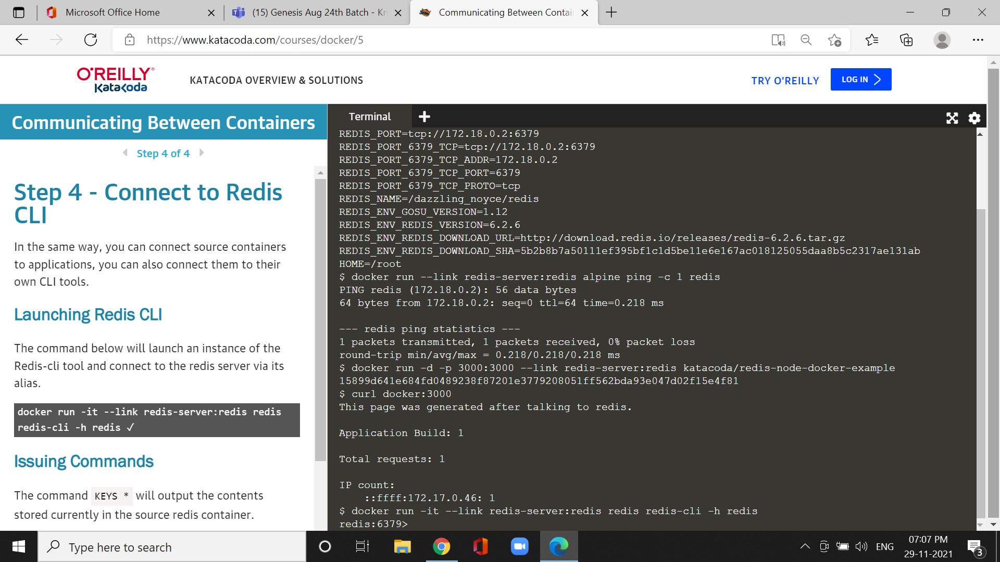 Microsoft Office Home
(15) Genesis Aug 24th Batch - Kn
Communicating Between Contai
https://www.katacoda.com/courses/docker/5
O'REILLY®
Katacoda
KATACODA OVERVIEW & SOLUTIONS
TRY O'REILLY
LOG IN
Communicating Between Containers
Step 4 of 4
Step 4 - Connect to Redis
CLI
In the same way, you can connect source containers
to applications, you can also connect them to their
own CLI tools.
Launching Redis CLI
The command below will launch an instance of the
Redis-cli tool and connect to the redis server via its
alias.
docker run -it --link redis-server:redis redis
redis-cli -h redis ✓
Issuing Commands
The command KEYS * will output the contents
stored currently in the source redis container.
Terminal
REDIS_PORT=tcp://172.18.0.2:6379
REDIS_PORT_6379_TCP=tcp://172.18.0.2:6379
REDIS_PORT_6379_TCP_ADDR=172.18.0.2
REDIS_PORT_6379_TCP_PORT=6379
REDIS_PORT_6379_TCP_PROTO=tcp
REDIS_NAME=/dazzling_noyce/redis
REDIS_ENV_GOSU_VERSION=1.12
REDIS_ENV_REDIS_VERSION=6.2.6
REDIS_ENV_REDIS_DOWNLOAD_URL=http://download.redis.io/releases/redis-6.2.6.tar.gz
REDIS_ENV_REDIS_DOWNLOAD_SHA=5b2b8b7a50111ef395bf1c1d5be11e6e167ac018125055daa8b5c2317ae131ab
HOME=/root
$ docker run --link redis-server:redis alpine ping -c 1 redis
PING redis (172.18.0.2): 56 data bytes
64 bytes from 172.18.0.2: seq=0 ttl=64 time=0.218 ms
--- redis ping statistics ---
1 packets transmitted, 1 packets received, 0% packet loss
round-trip min/avg/max = 0.218/0.218/0.218 ms
$ docker run -d -p 3000:3000 --link redis-server:redis katacoda/redis-node-docker-example
15899d641e684fd0489238f87201e3779208051ff562bda93e047d02f15e4f81
$ curl docker:3000
This page was generated after talking to redis.
Application Build: 1
Total requests: 1
IP count:
::ffff:172.17.0.46: 1
$ docker run -it --link redis-server:redis redis redis-cli -h redis
redis:6379>
Type here to search
ENG
07:07 PM
29-11-2021
3